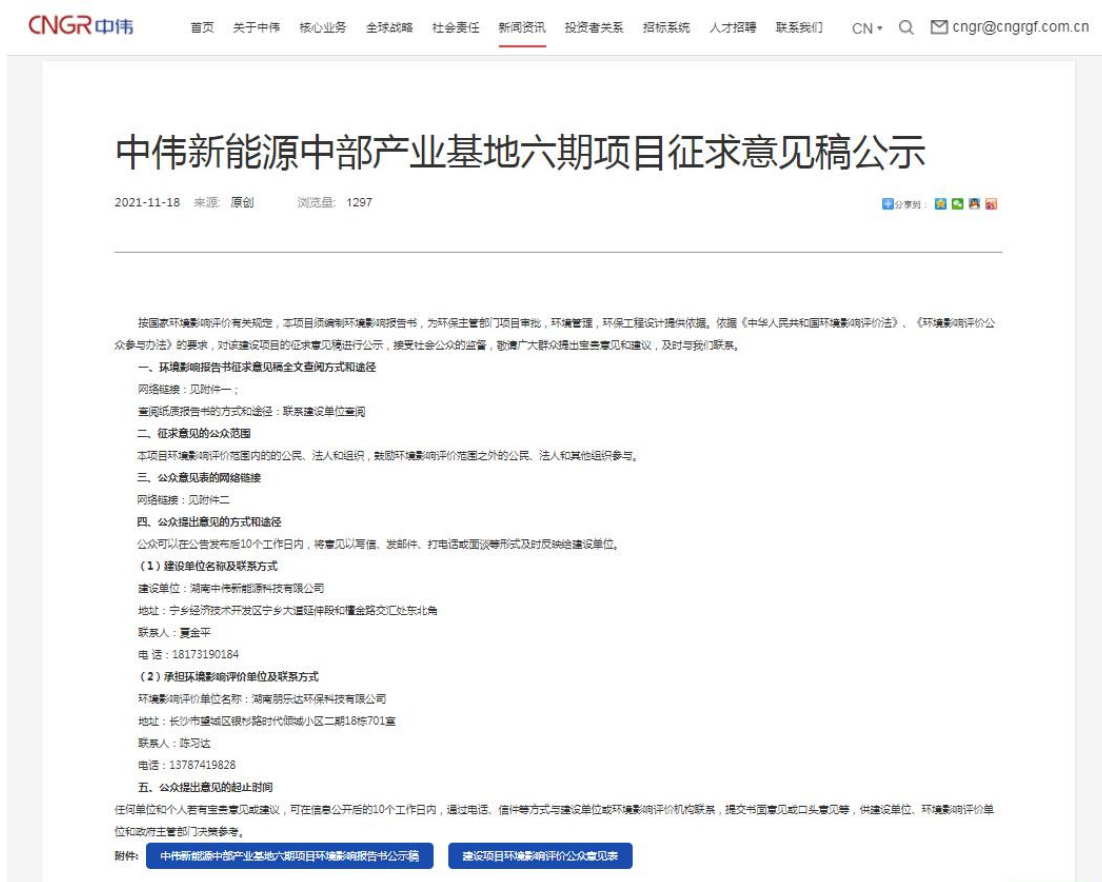 CNGR中伟 首页 关于中伟 核心业务 全球战略 社会责任 新闻资讯 投资者关系 招标系统 人才招聘 联系我们 CN cngr@cngrgf.com.cn
中伟新能源中部产业基地六期项目征求意见稿公示
2021-11-18 来源: 原创 浏览量: 1297 分享到:
按国家环境影响评价有关规定，本项目须编制环境影响报告书，为环保主管部门项目审批，环境管理，环保工程设计提供依据。依据《中华人民共和国环境影响评价法》、《环境影响评价公
众参与办法》的要求，对该建设项目的征求意见稿进行公示，接受社会公众的监督，敬请广大群众提出宝贵意见和建议，及时与我们联系。
一、环境影响报告书征求意见稿全文查阅方式和途径
网络链接：见附件一；
查阅纸质报告书的方式和途径：联系建设单位查阅
二、征求意见的公众范围
本项目环境影响评价范围内的的公民、法人和组织，鼓励环境影响评价范围之外的公民、法人和其他组织参与。
三、公众意见表的网络链接
网络链接：见附件二
四、公众提出意见的方式和途径
公众可以在公告发布后10个工作日内，将意见以写信、发邮件、打电话或面谈等形式及时反映给建设单位。
（1）建设单位名称及联系方式
建设单位：湖南中伟新能源科技有限公司
地址：宁乡经济技术开发区宁乡大道延伸段和檀金路交汇处东北角
联系人：夏金平
电 话：18173190184
（2）承担环境影响评价单位及联系方式
环境影响评价单位名称：湖南朋乐达环保科技有限公司
地址：长沙市望城区银杉路时代倾城小区二期18栋701室
联系人：陈习达
电话：13787419828
五、公众提出意见的起止时间
任何单位和个人若有宝贵意见或建议，可在信息公开后的10个工作日内，通过电话、信件等方式与建设单位或环境影响评价机构联系，提交书面意见或口头意见等，供建设单位、环境影响评价单
位和政府主管部门决策参考。
附件: 中伟新能源中部产业基地六期项目环境影响报告书公示稿 建设项目环境影响评价公众意见表